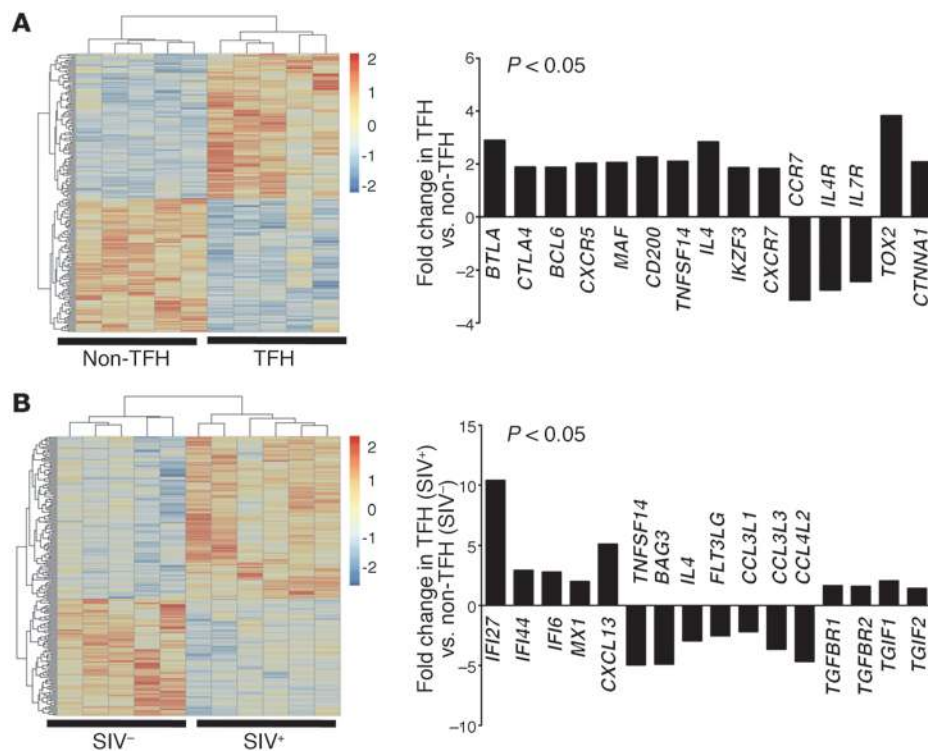 A
2
1
0
-1
-2
Non-TFH
TFH
Fold change in TFH
vs. non-TFH
6
4
2
0
–2
–4
P < 0.05
BTLA
CTLA4
BCL6
CXCR5
MAF
CD200
TNFSF14
IL4
IKZF3
CXCR7
CCR7
IL4R
IL7R
TOX2
CTNNA1
B
2
1
0
-1
-2
SIV–
SIV+
Fold change in TFH (SIV+)
vs. non-TFH (SIV–)
15
10
5
0
–5
–10
P < 0.05
IFI27
IFI44
IFI6
MX1
CXCL13
TNFSF14
BAG3
IL4
FLT3LG
CCL3L1
CCL3L3
CCL4L2
TGFBR1
TGFBR2
TGIF1
TGIF2